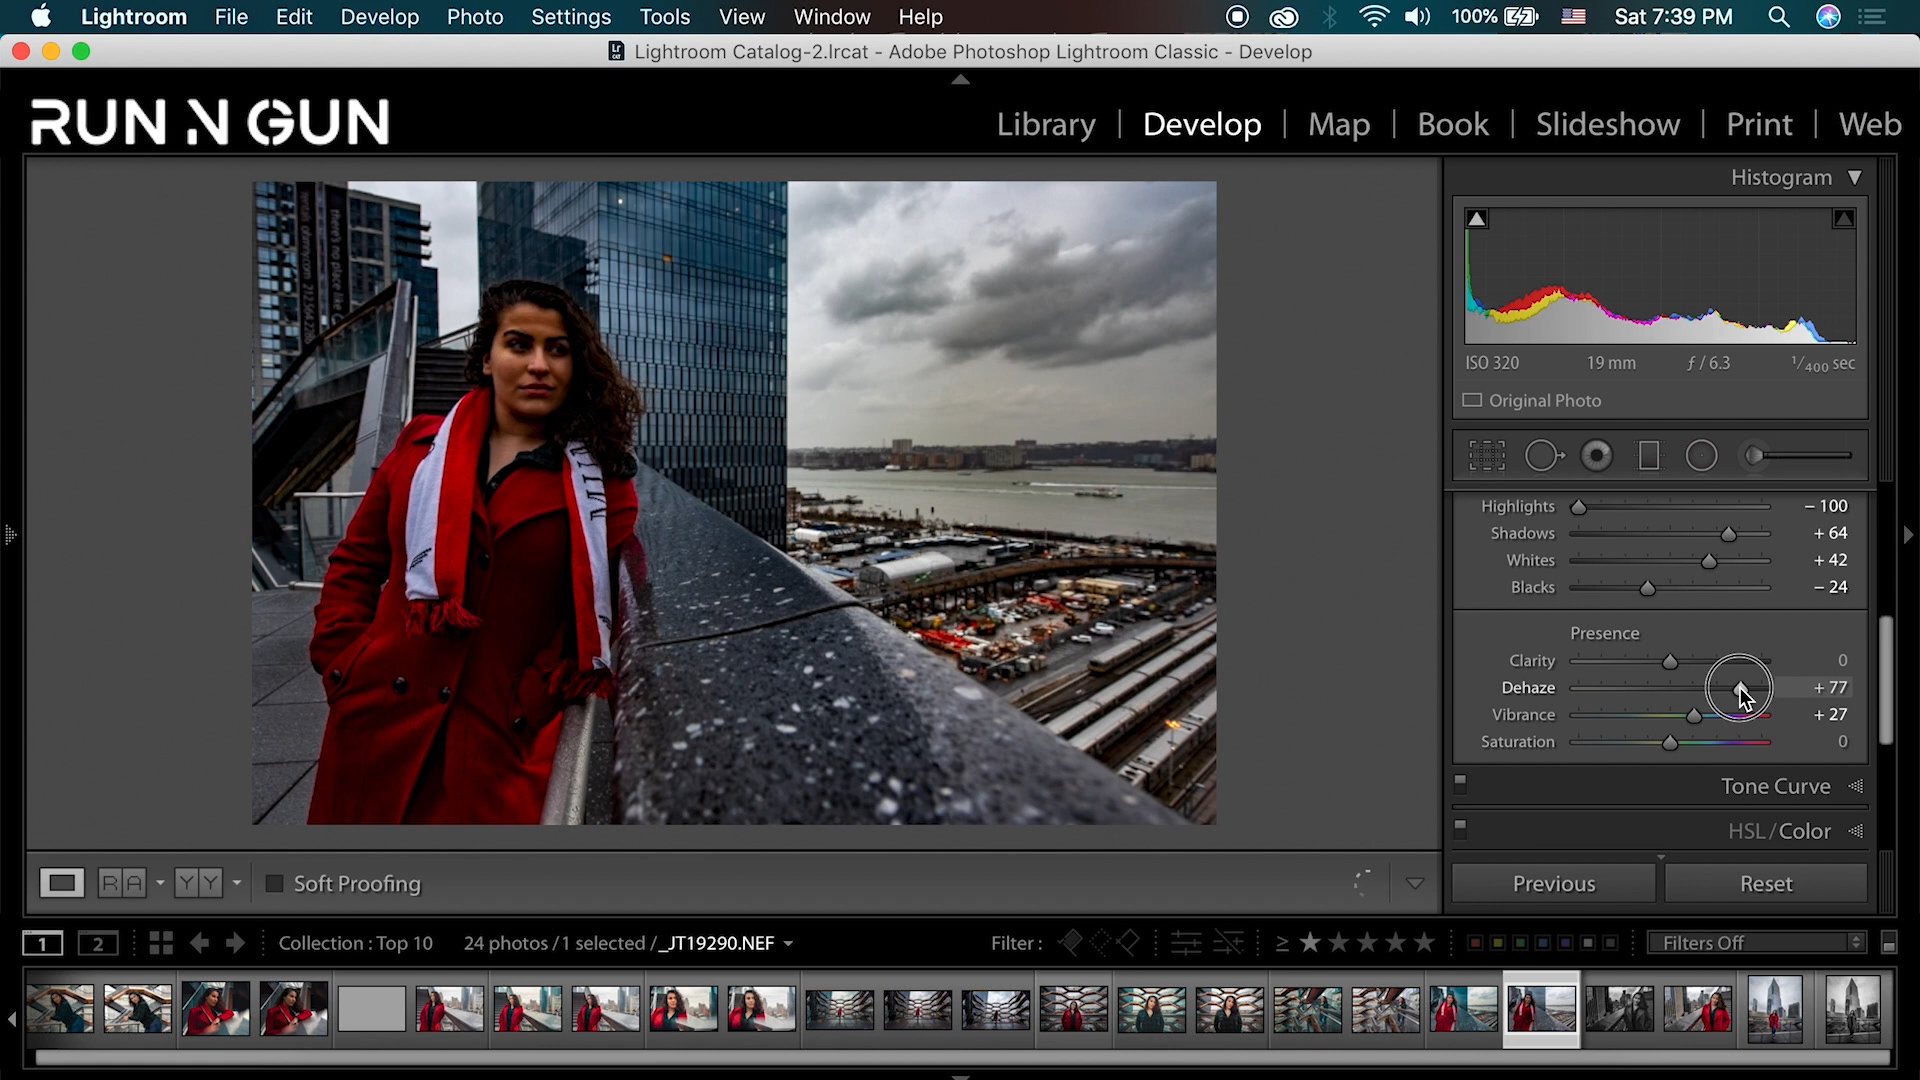 Lightroom File Edit Develop Photo Settings Tools View Window Help 100% Sat 7:39 PM
Lightroom Catalog-2.lrcat - Adobe Photoshop Lightroom Classic - Develop
RUN N GUN
Library | Develop | Map | Book | Slideshow | Print | Web
Histogram
ISO 320 19 mm ƒ / 6.3 1/400 sec
Original Photo
Highlights - 100
Shadows + 64
Whites + 42
Blacks - 24
Presence
Clarity 0
Dehaze + 77
Vibrance + 27
Saturation 0
Tone Curve
HSL / Color
Previous Reset
R A Y Y Soft Proofing
1 2 Collection : Top 10 24 photos / 1 selected / _JT19290.NEF Filter : ≥ ★ ★ ★ ★ ★ Filters Off